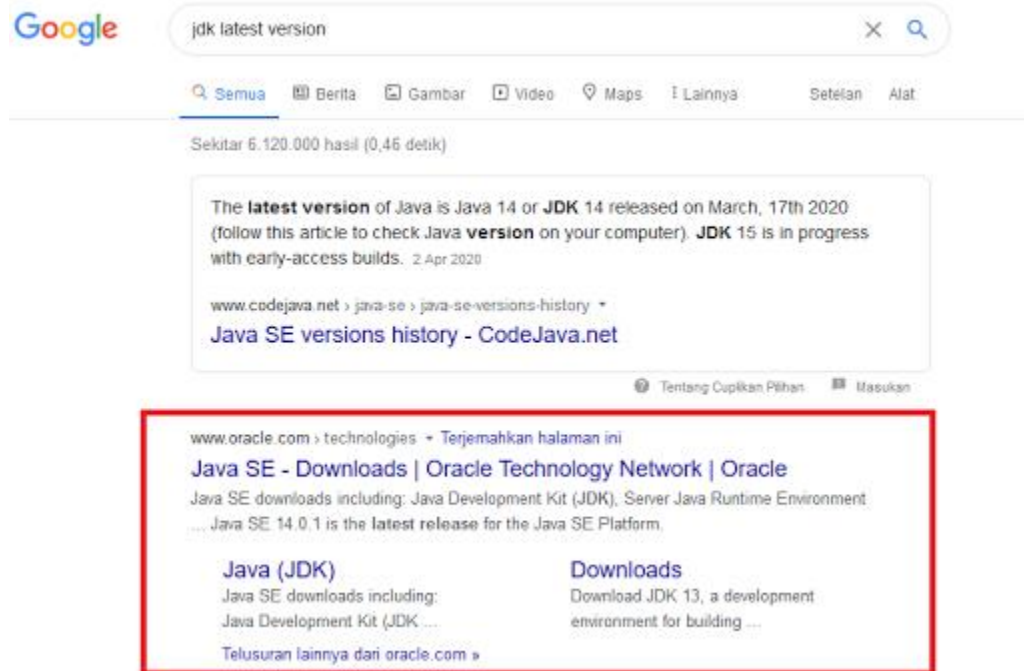 Google
jdk latest version
Semua Berita Gambar Video Maps Lainnya Setelan Alat
Sekitar 6.120.000 hasil (0,46 detik)
The latest version of Java is Java 14 or JDK 14 released on March, 17th 2020
(follow this article to check Java version on your computer). JDK 15 is in progress
with early-access builds. 2 Apr 2020
www.codejava.net › java-se › java-se-versions-history
Java SE versions history - CodeJava.net
Tentang Cuplikan Pilihan Masukan
www.oracle.com › technologies Terjemahkan halaman ini
Java SE - Downloads | Oracle Technology Network | Oracle
Java SE downloads including: Java Development Kit (JDK), Server Java Runtime Environment
... Java SE 14.0.1 is the latest release for the Java SE Platform.
Java (JDK)
Java SE downloads including:
Java Development Kit (JDK ...
Downloads
Download JDK 13, a development
environment for building ...
Telusuran lainnya dari oracle.com »